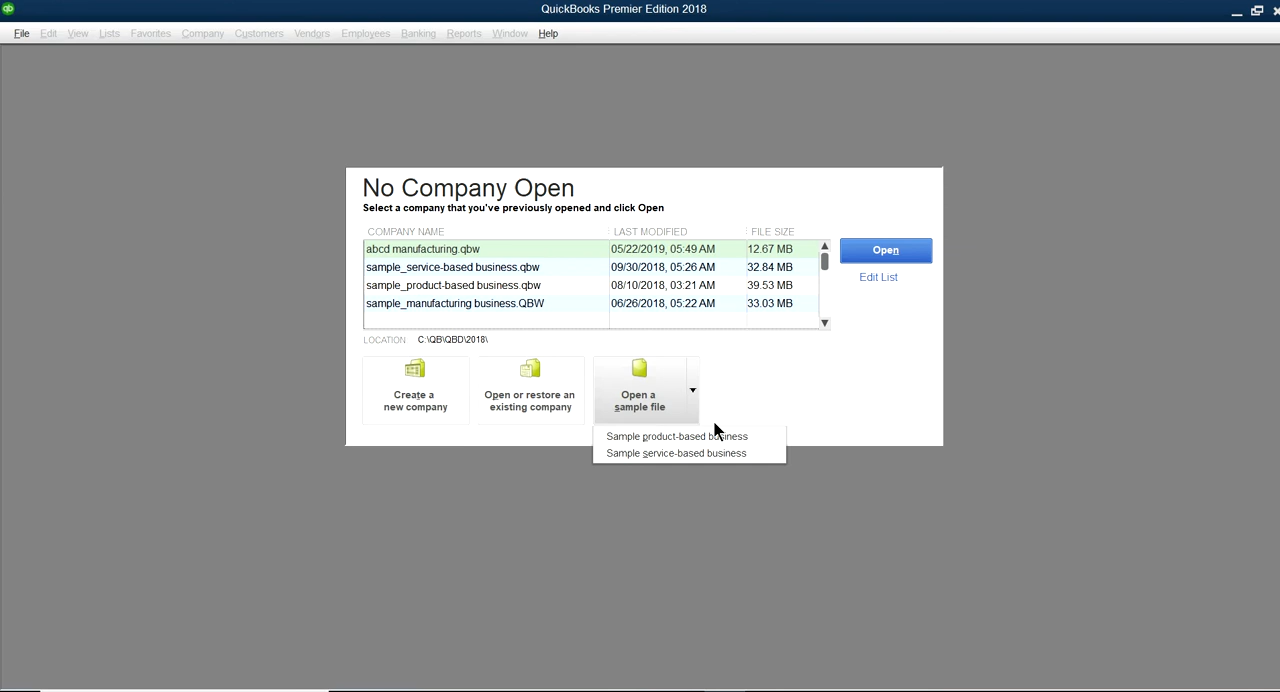 qb
QuickBooks Premier Edition 2018
File Edit View Lists Favorites Company Customers Vendors Employees Banking Reports Window Help
No Company Open
Select a company that you've previously opened and click Open
COMPANY NAME LAST MODIFIED FILE SIZE
abcd manufacturing.qbw 05/22/2019, 05:49 AM 12.67 MB
Open
sample_service-based business.qbw 09/30/2018, 05:26 AM 32.84 MB
Edit List
sample_product-based business.qbw 08/10/2018, 03:21 AM 39.53 MB
sample_manufacturing business.QBW 06/26/2018, 05:22 AM 33.03 MB
LOCATION C:\QB\QBD\2018\
Create a
new company
Open or restore an
existing company
Open a
sample file
Sample product-based business
Sample service-based business